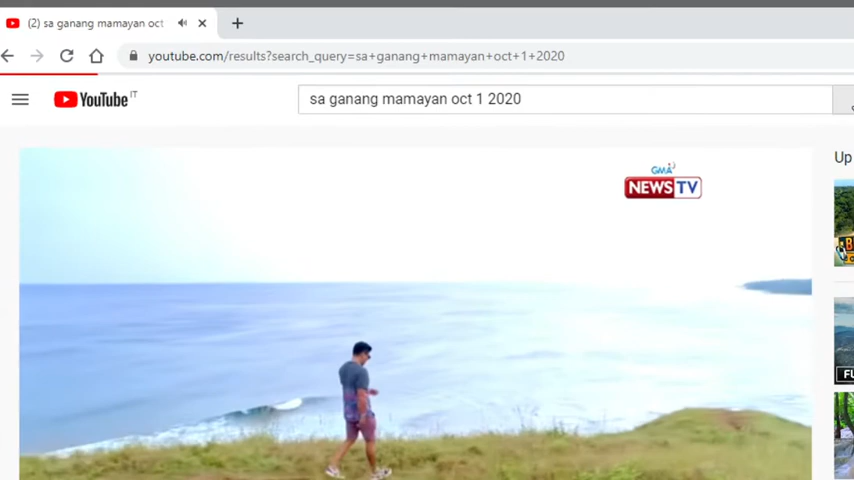 (2) sa ganang mamayan oct
youtube.com/results?search_query=sa+ganang+mamayan+oct+1+2020
YouTube IT
sa ganang mamayan oct 1 2020
Up
GMA
NEWS TV